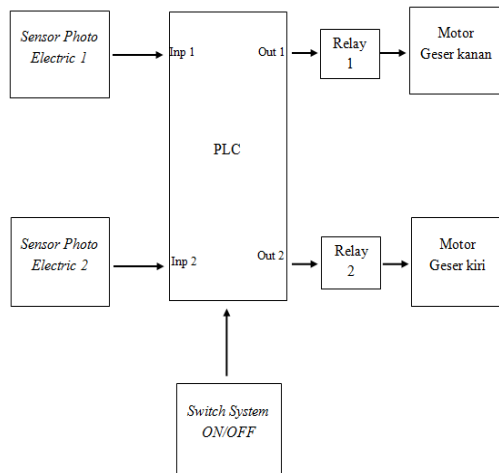 Sensor Photo
Electric 1
Inp 1
Out 1
Relay
1
Motor
Geser kanan
PLC
Sensor Photo
Electric 2
Inp 2
Out 2
Relay
2
Motor
Geser kiri
Switch System
ON/OFF